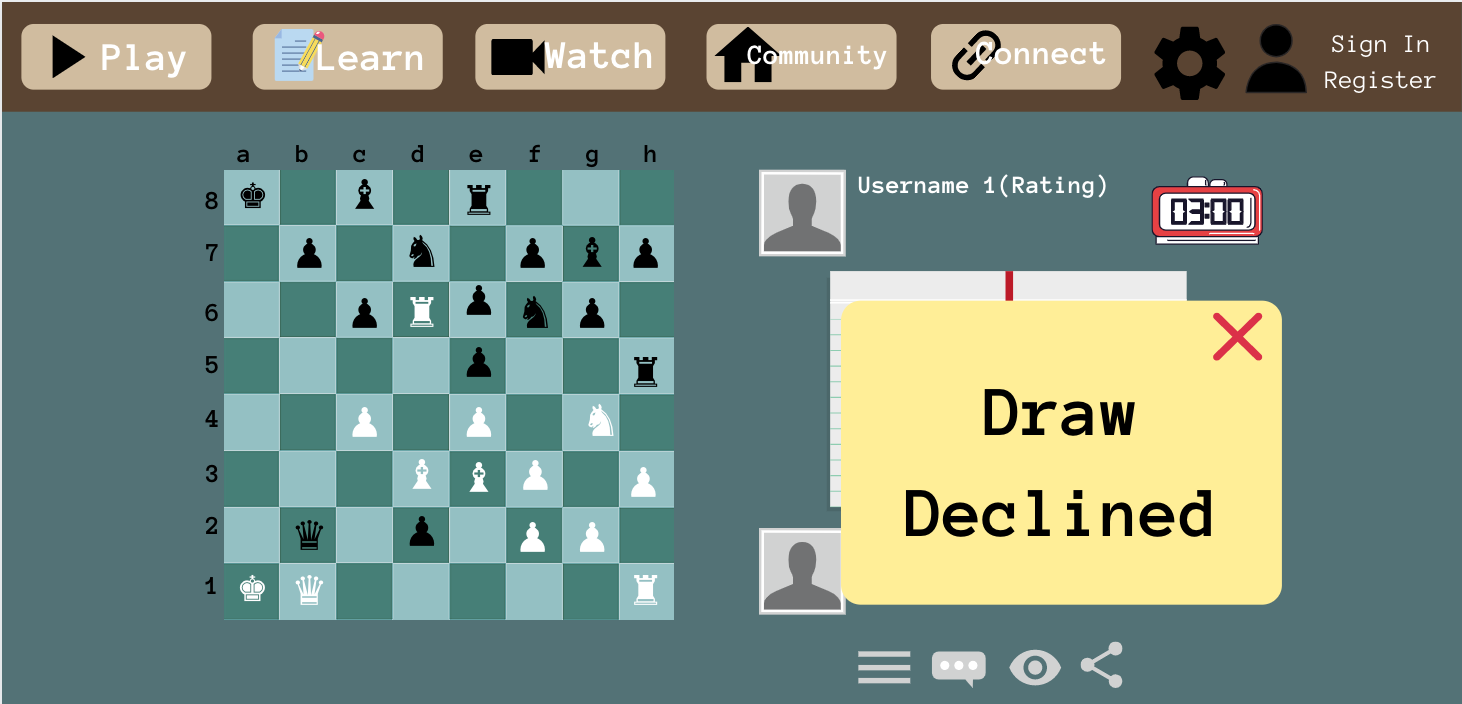 Play
Learn
Watch
Community
Connect
Sign In
Register
a b c d e f g h
8
7
6
5
4
3
2
1
Username 1(Rating)
03:00
Draw
Declined